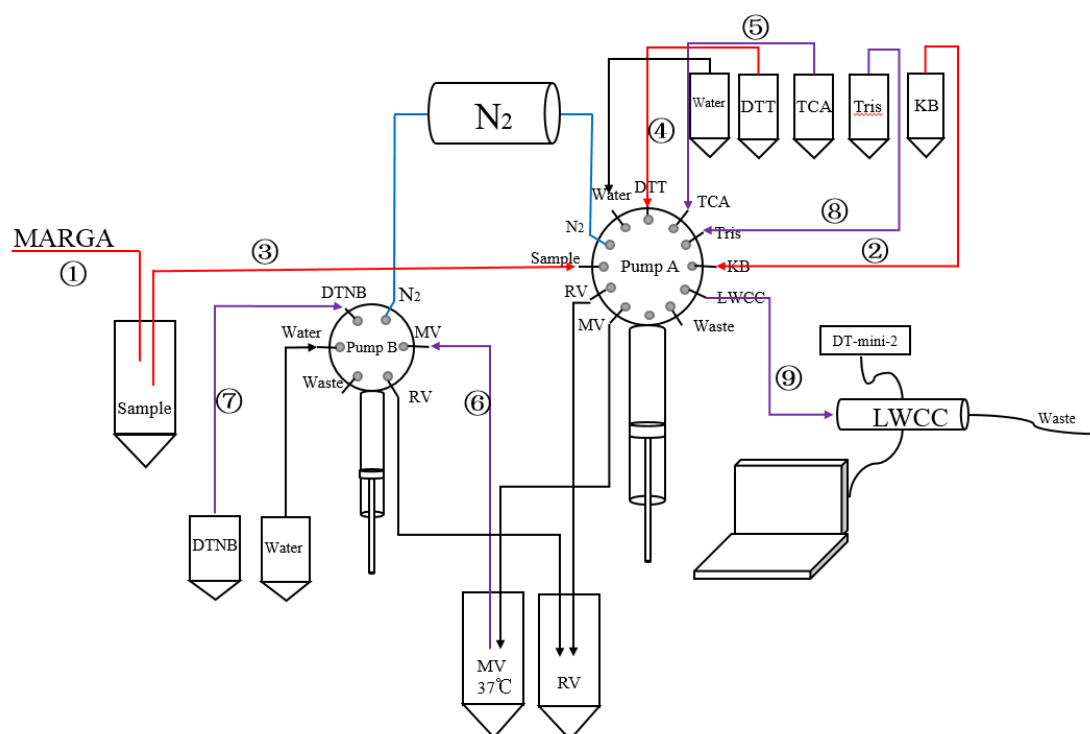 ⑤
Water
DTT
TCA
Tris
KB
N2
④
Water
DTT
TCA
⑧
Tris
MARGA
①
③
N2
Sample
Pump A
KB
②
RV
LWCC
MV
Waste
DTNB
N2
Water
Pump B
MV
Waste
RV
DT-mini-2
⑨
⑦
⑥
Sample
LWCC
Waste
DTNB
Water
MV
37℃
RV